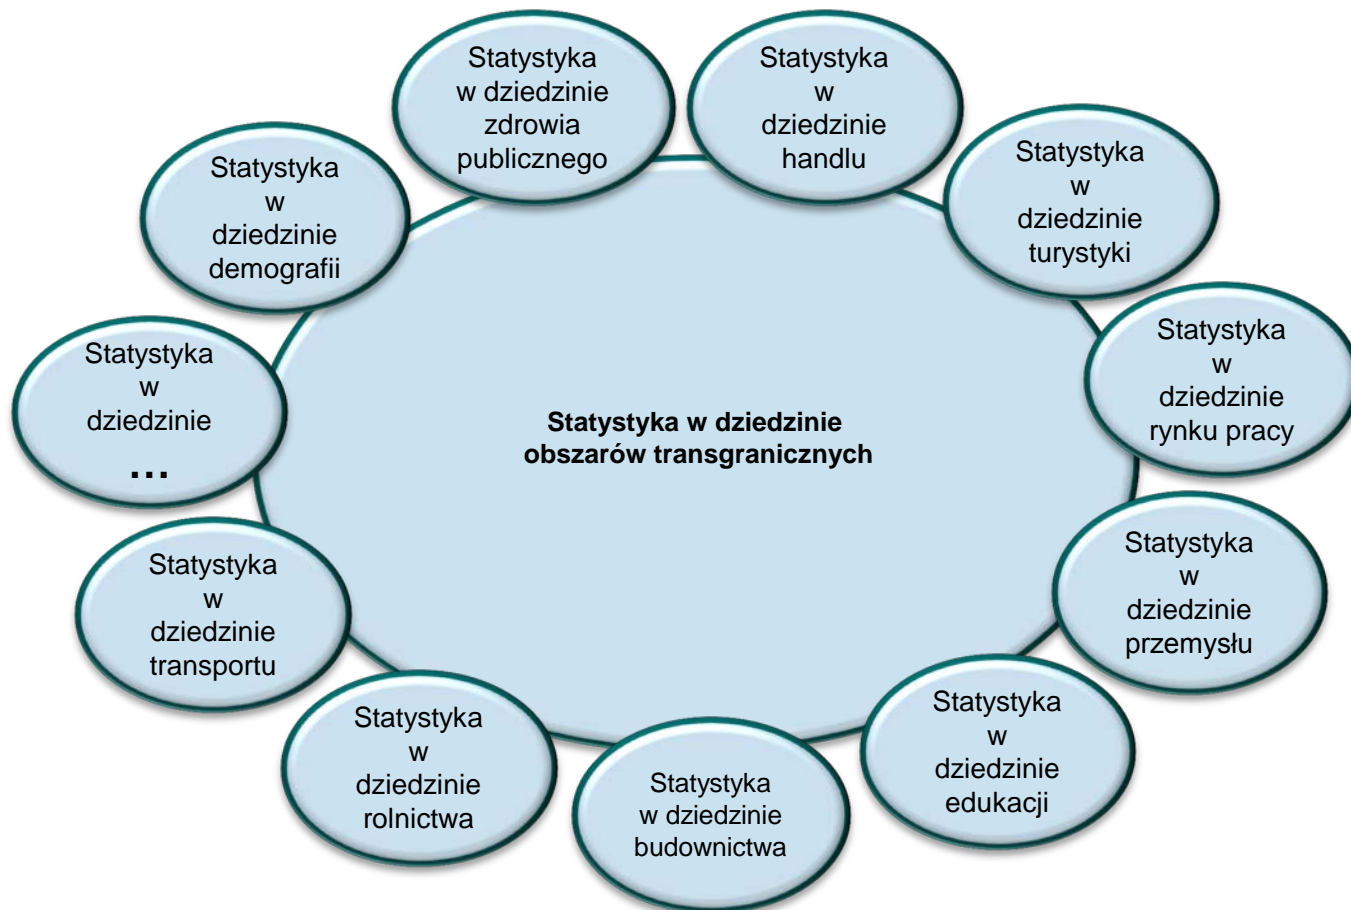 Statystyka
w dziedzinie
zdrowia
publicznego
Statystyka
w
dziedzinie
handlu
Statystyka
w
dziedzinie
turystyki
Statystyka
w
dziedzinie
rynku pracy
Statystyka
w
dziedzinie
przemysłu
Statystyka
w
dziedzinie
edukacji
Statystyka
w dziedzinie
budownictwa
Statystyka
w
dziedzinie
rolnictwa
Statystyka
w
dziedzinie
transportu
Statystyka
w
dziedzinie
...
Statystyka
w
dziedzinie
demografii
Statystyka w dziedzinie
obszarów transgranicznych